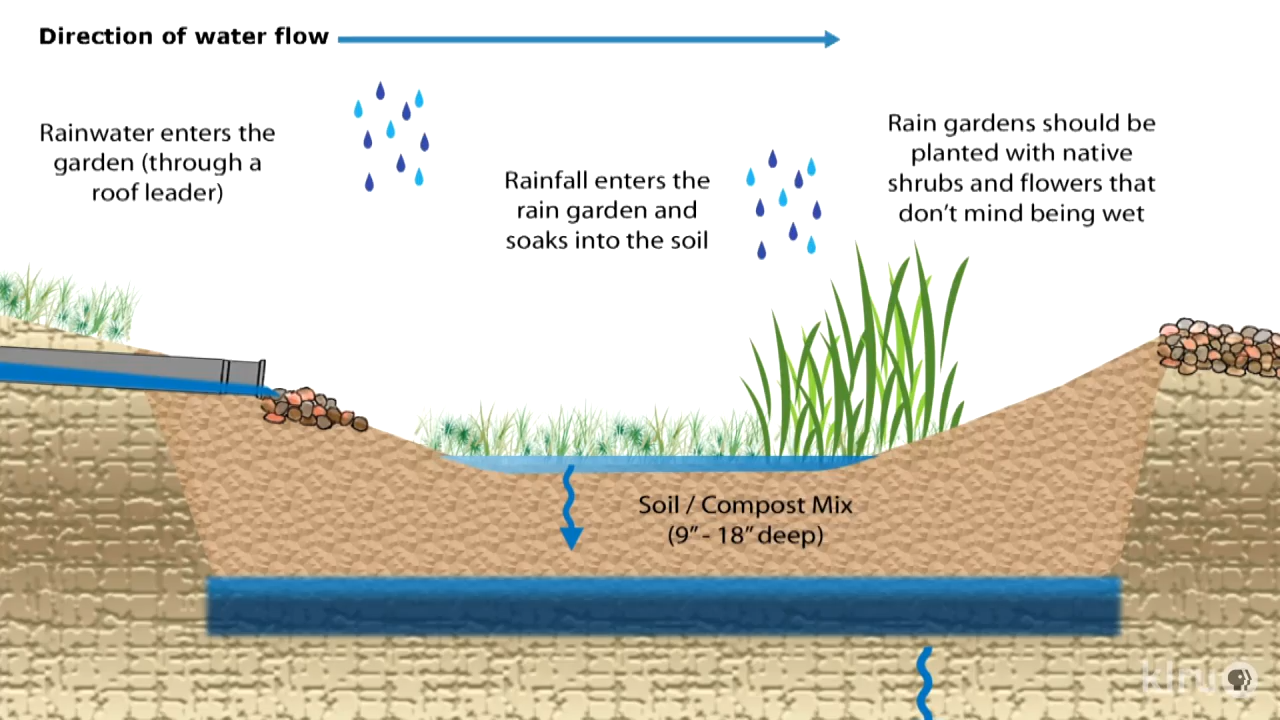 Direction of water flow
Rainwater enters the
garden (through a
roof leader)
Rainfall enters the
rain garden and
soaks into the soil
Rain gardens should be
planted with native
shrubs and flowers that
don’t mind being wet
Soil / Compost Mix
(9” - 18” deep)
klru